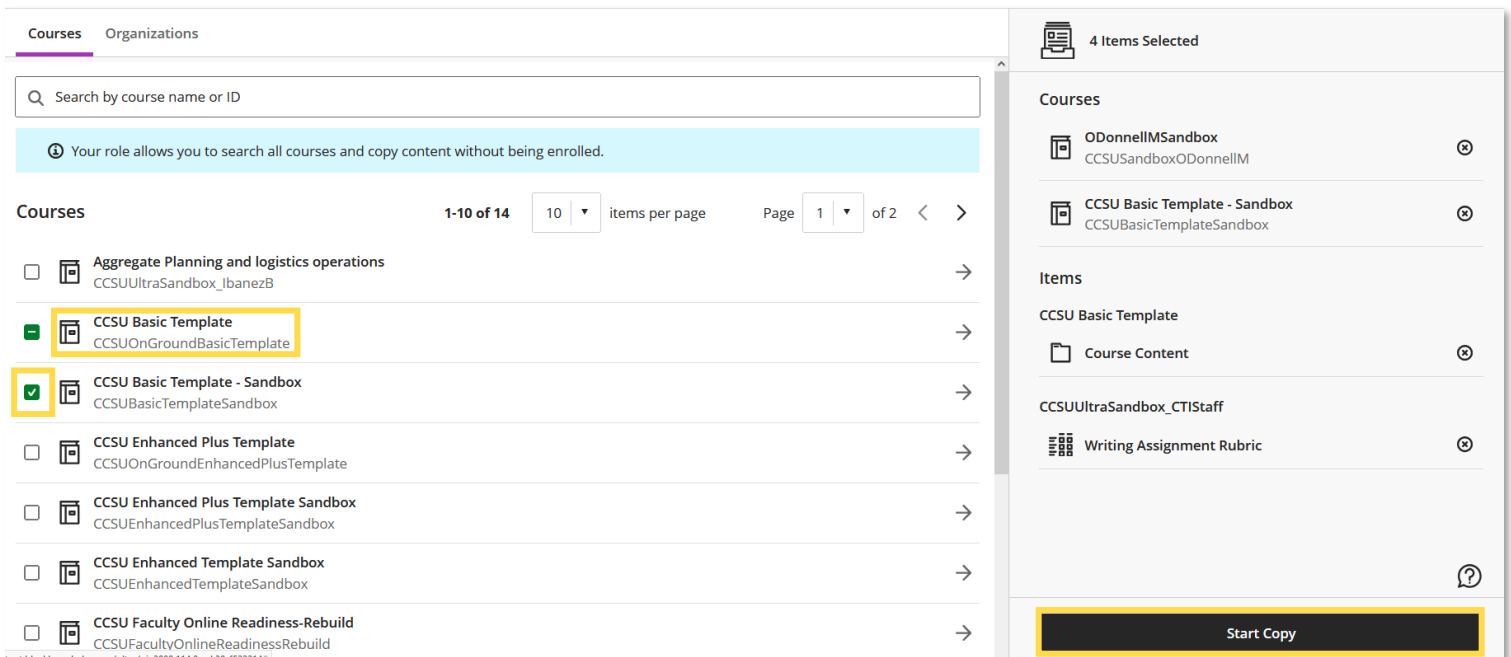 Courses Organizations
Search by course name or ID
Your role allows you to search all courses and copy content without being enrolled.
Courses 1-10 of 14 10 items per page Page 1 of 2
Aggregate Planning and logistics operations
CCSUUltraSandbox_IbanezB
CCSU Basic Template
CCSUOnGroundBasicTemplate
CCSU Basic Template - Sandbox
CCSUBasicTemplateSandbox
CCSU Enhanced Plus Template
CCSUOnGroundEnhancedPlusTemplate
CCSU Enhanced Plus Template Sandbox
CCSUEnhancedPlusTemplateSandbox
CCSU Enhanced Template Sandbox
CCSUEnhancedTemplateSandbox
CCSU Faculty Online Readiness-Rebuild
CCSUFacultyOnlineReadinessRebuild
4 Items Selected
Courses
ODonnellMSandbox
CCSUSandboxODonnellM
CCSU Basic Template - Sandbox
CCSUBasicTemplateSandbox
Items
CCSU Basic Template
Course Content
CCSUUltraSandbox_CTIStaff
Writing Assignment Rubric
Start Copy